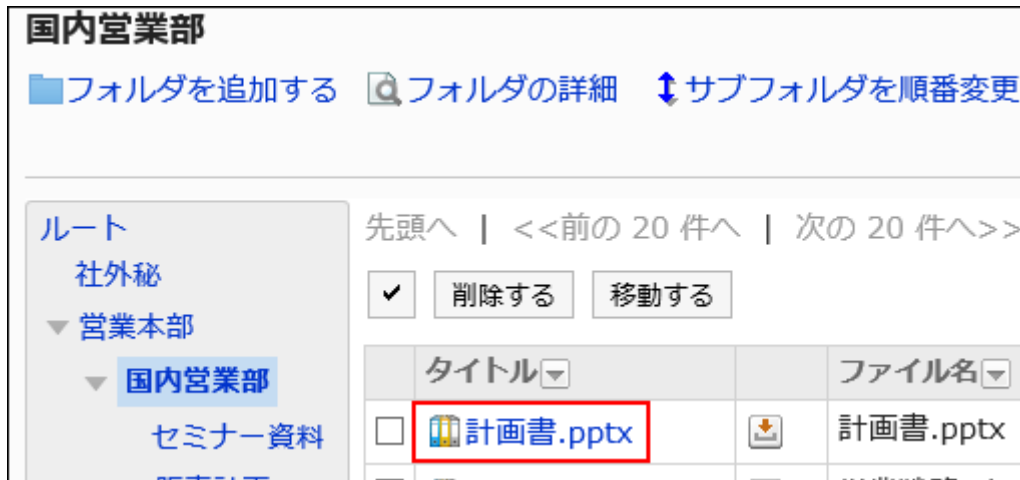 国内営業部
フォルダを追加する フォルダの詳細 サブフォルダを順番変更
ルート
社外秘
営業本部
国内営業部
セミナー資料
先頭へ | <<前の 20 件へ | 次の 20 件へ>>
削除する 移動する
タイトル ファイル名
計画書.pptx 計画書.pptx